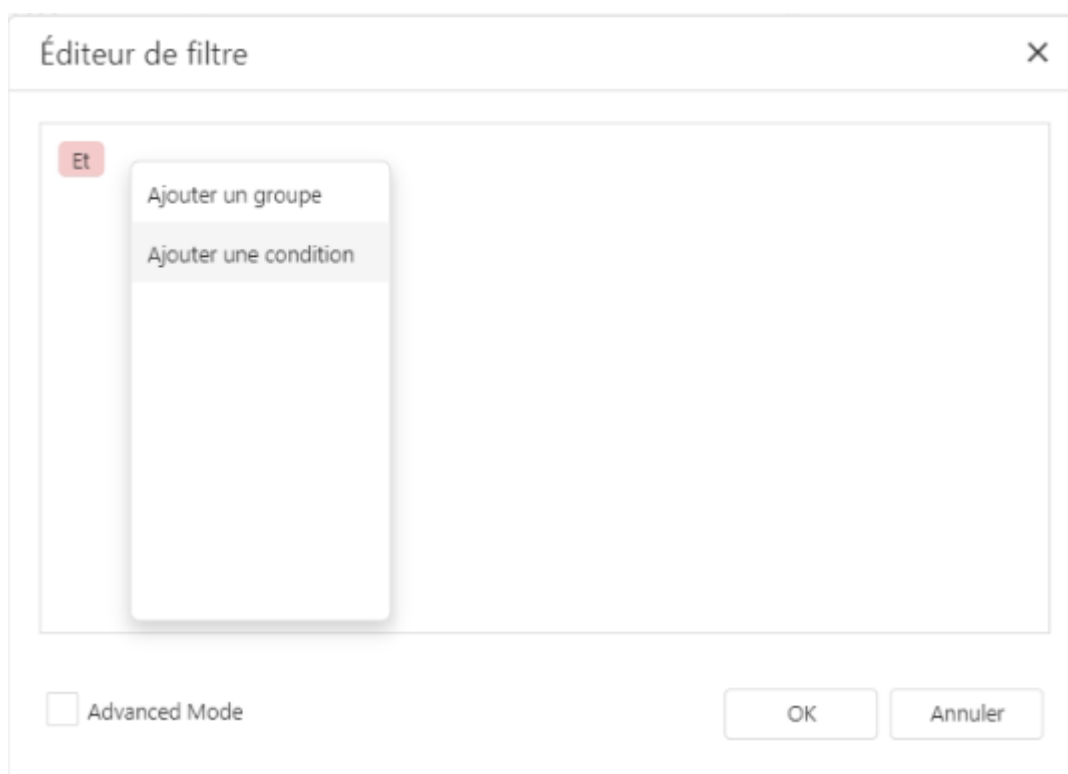 Éditeur de filtre
Et
Ajouter un groupe
Ajouter une condition
Advanced Mode
OK
Annuler